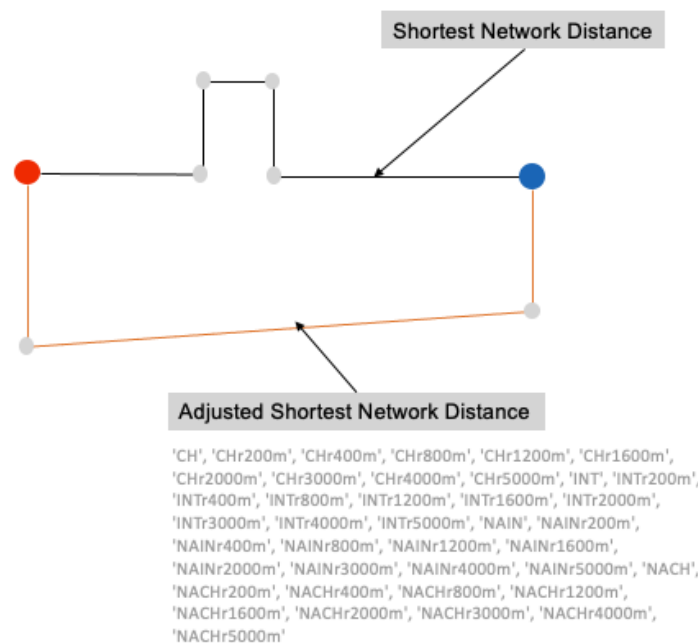 Shortest Network Distance
Adjusted Shortest Network Distance
'CH', 'CHr200m', 'CHr400m', 'CHr800m', 'CHr1200m', 'CHr1600m',
'CHr2000m', 'CHr3000m', 'CHr4000m', 'CHr5000m', 'INT', 'INTr200m',
'INTr400m', 'INTr800m', 'INTr1200m', 'INTr1600m', 'INTr2000m',
'INTr3000m', 'INTr4000m', 'INTr5000m', 'NAIN', 'NAINr200m',
'NAINr400m', 'NAINr800m', 'NAINr1200m', 'NAINr1600m',
'NAINr2000m', 'NAINr3000m', 'NAINr4000m', 'NAINr5000m', 'NACH',
'NACHr200m', 'NACHr400m', 'NACHr800m', 'NACHr1200m',
'NACHr1600m', 'NACHr2000m', 'NACHr3000m', 'NACHr4000m',
'NACHr5000m'